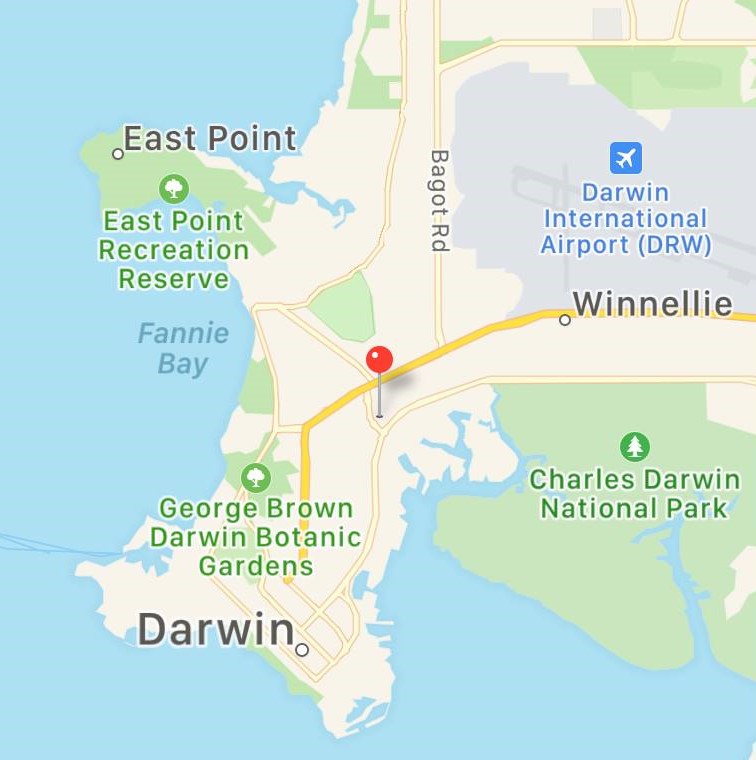 East Point
Bagot Rd
Darwin
International
Airport (DRW)
East Point
Recreation
Reserve
Winnellie
Fannie
Bay
Charles Darwin
National Park
George Brown
Darwin Botanic
Gardens
Darwin